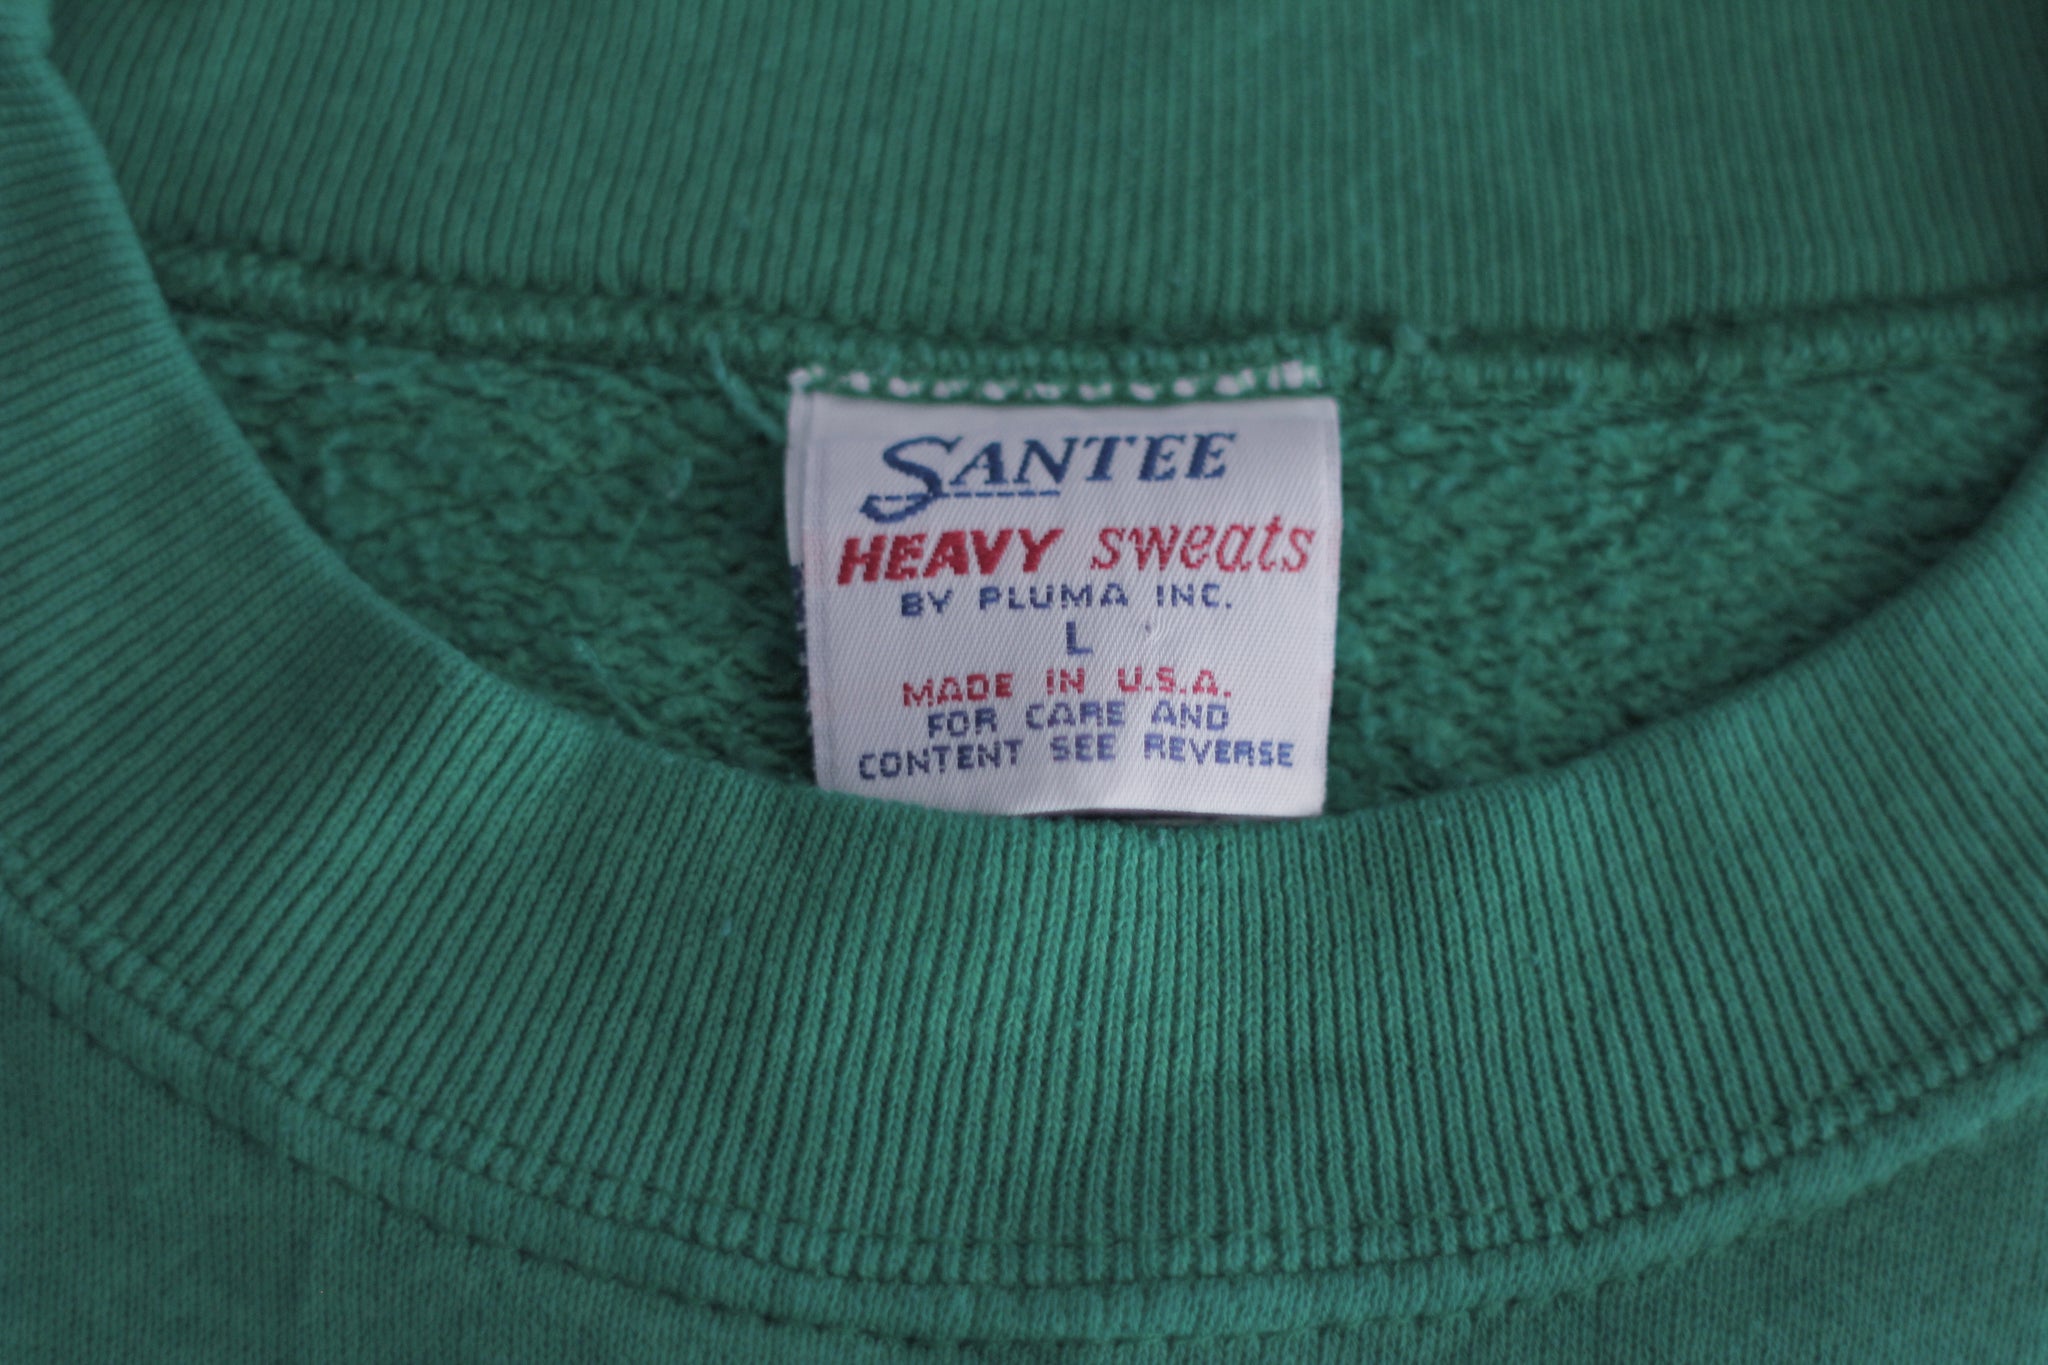 SANTEE
HEAVY sweats
BY PLUMA INC.
L
MADE IN U.S.A.
FOR CARE AND
CONTENT SEE REVERSE